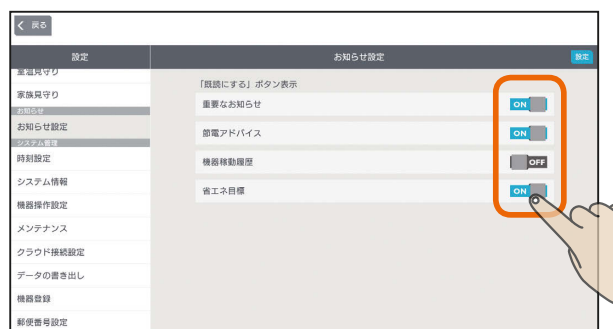 戻る
設定
お知らせ設定
設定
室温見守り
家族見守り
お知らせ
お知らせ設定
システム管理
時刻設定
システム情報
機器操作設定
メンテナンス
クラウド接続設定
データの書き出し
機器登録
郵便番号設定
「既読にする」ボタン表示
重要なお知らせ
ON
節電アドバイス
ON
機器稼動履歴
OFF
省エネ目標
ON